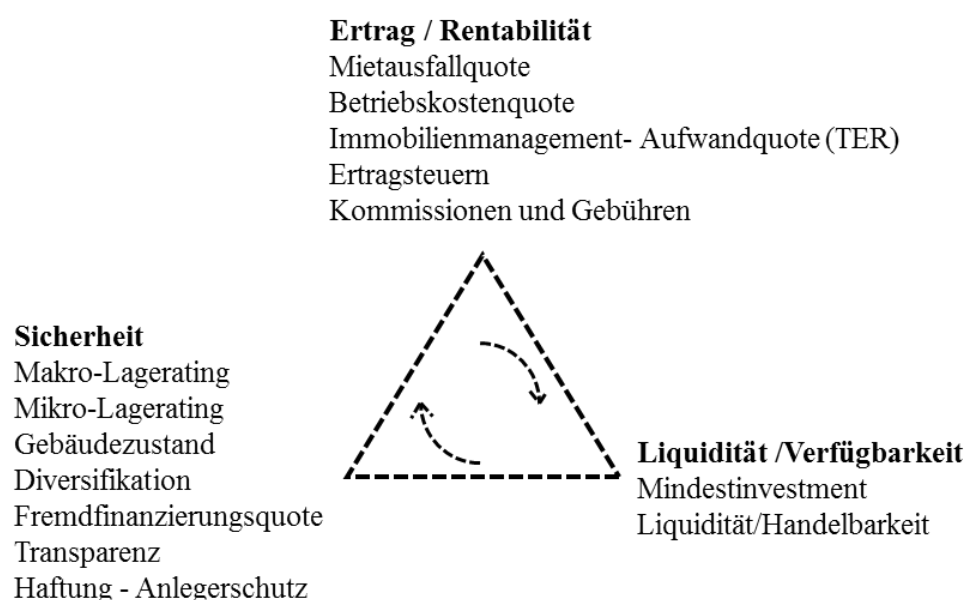 Ertrag / Rentabilität
Mietausfallquote
Betriebskostenquote
Immobilienmanagement- Aufwandquote (TER)
Ertragsteuern
Kommissionen und Gebühren
Sicherheit
Makro-Lagerating
Mikro-Lagerating
Gebäudezustand
Diversifikation
Fremdfinanzierungsquote
Transparenz
Haftung - Anlegerschutz
Liquidität /Verfügbarkeit
Mindestinvestment
Liquidität/Handelbarkeit